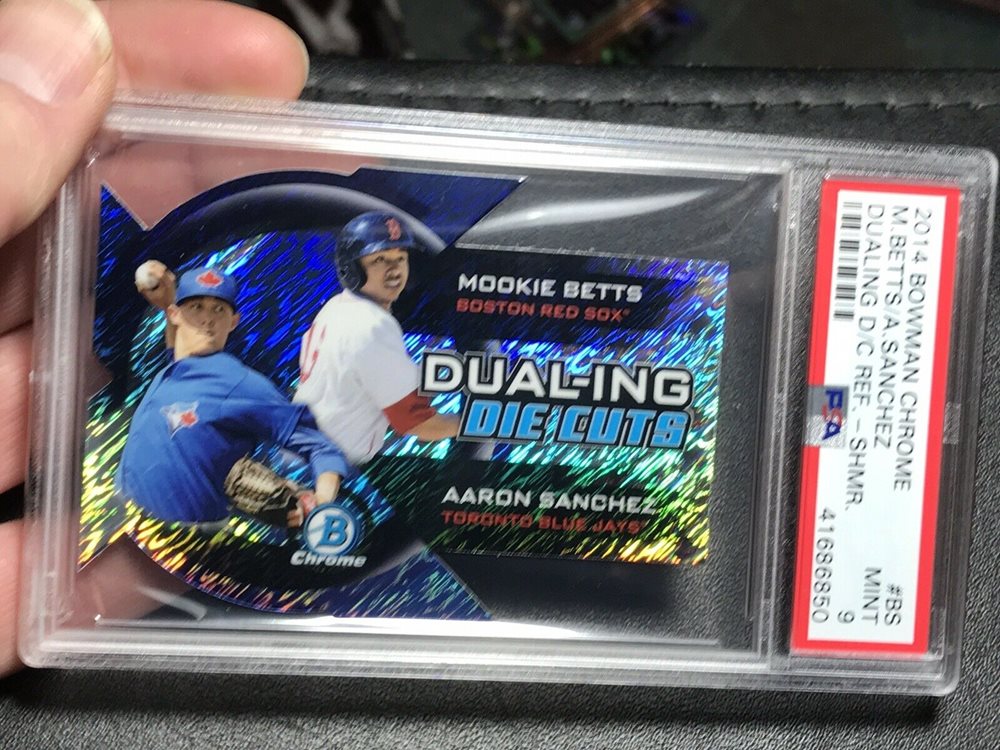 MOOKIE BETTS
BOSTON RED SOX®
DUAL-ING
DIE CUTS
AARON SANCHEZ
TORONTO BLUE JAYS®
B
Chrome
B
2014 BOWMAN CHROME
M.BETTS/A.SANCHEZ
DUALING D/C REF. - SHMR.
#BS
MINT
9
41686850
PSA